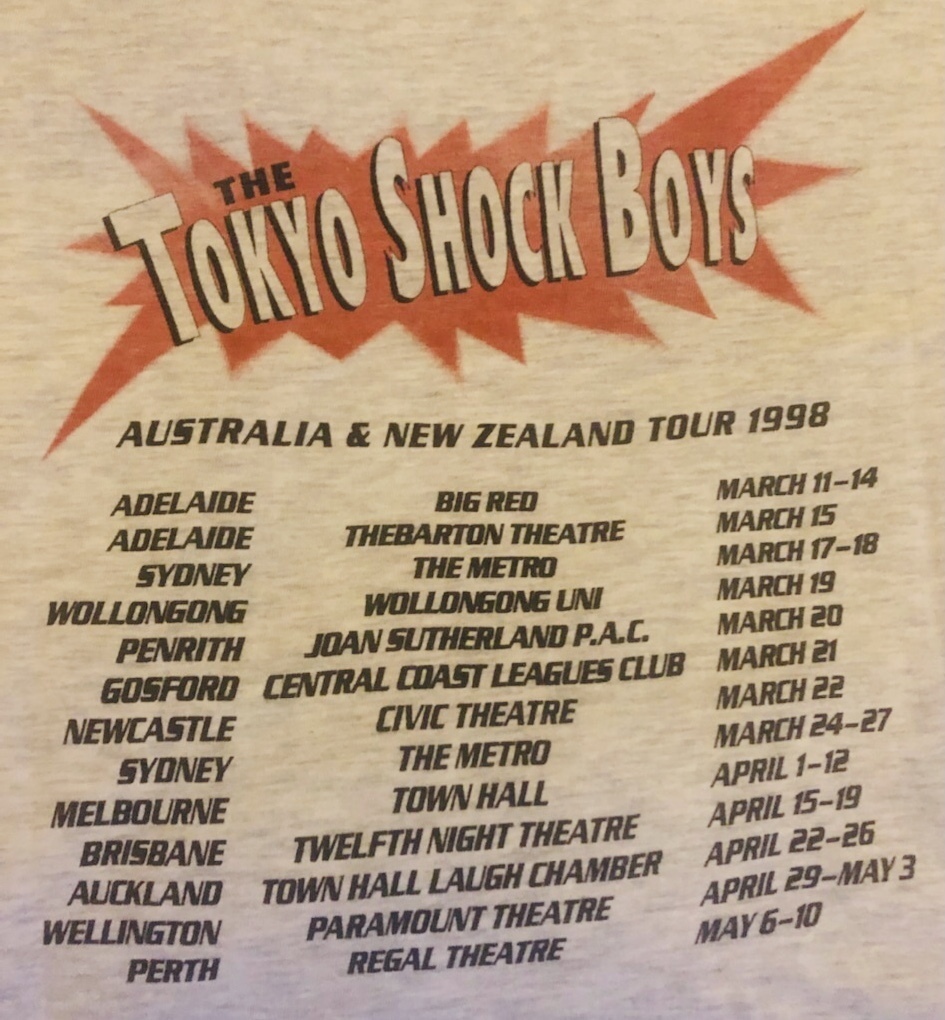 THE
TOKYO SHOCK BOYS
AUSTRALIA & NEW ZEALAND TOUR 1998
ADELAIDE BIG RED MARCH 11-14
ADELAIDE THEBARTON THEATRE MARCH 15
SYDNEY THE METRO MARCH 17-18
WOLLONGONG WOLLONGONG UNI MARCH 19
PENRITH JOAN SUTHERLAND P.A.C. MARCH 20
GOSFORD CENTRAL COAST LEAGUES CLUB MARCH 21
NEWCASTLE CIVIC THEATRE MARCH 22
SYDNEY THE METRO MARCH 24-27
MELBOURNE TOWN HALL APRIL 1-12
BRISBANE TWELFTH NIGHT THEATRE APRIL 15-19
AUCKLAND TOWN HALL LAUGH CHAMBER APRIL 22-26
WELLINGTON PARAMOUNT THEATRE APRIL 29-MAY 3
PERTH REGAL THEATRE MAY 6-10